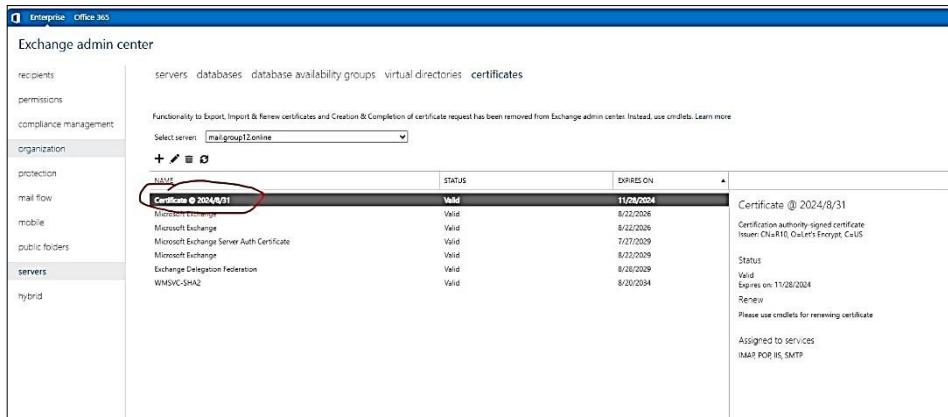 Enterprise Office 365
Exchange admin center
recipients
permissions
compliance management
organization
protection
mail flow
mobile
public folders
servers
hybrid
servers databases database availability groups virtual directories certificates
Functionality to Export, Import & Renew certificates and Creation & Completion of certificate request has been removed from Exchange admin center. Instead, use cmdlets. Learn more
Select server: mail.group12.online
NAME STATUS EXPIRES ON
Certificate @ 2024/8/31 Valid 11/28/2024
Microsoft Exchange Valid 8/22/2026
Microsoft Exchange Valid 8/22/2026
Microsoft Exchange Server Auth Certificate Valid 7/27/2029
Microsoft Exchange Valid 8/22/2029
Exchange Delegation Federation Valid 8/28/2029
WMSVC-SHA2 Valid 8/20/2034
Certificate @ 2024/8/31
Certification authority-signed certificate
Issuer: CN=R10, O=Let's Encrypt, C=US
Status
Valid
Expires on: 11/28/2024
Renew
Please use cmdlets for renewing certificate
Assigned to services
IMAP, POP, IIS, SMTP